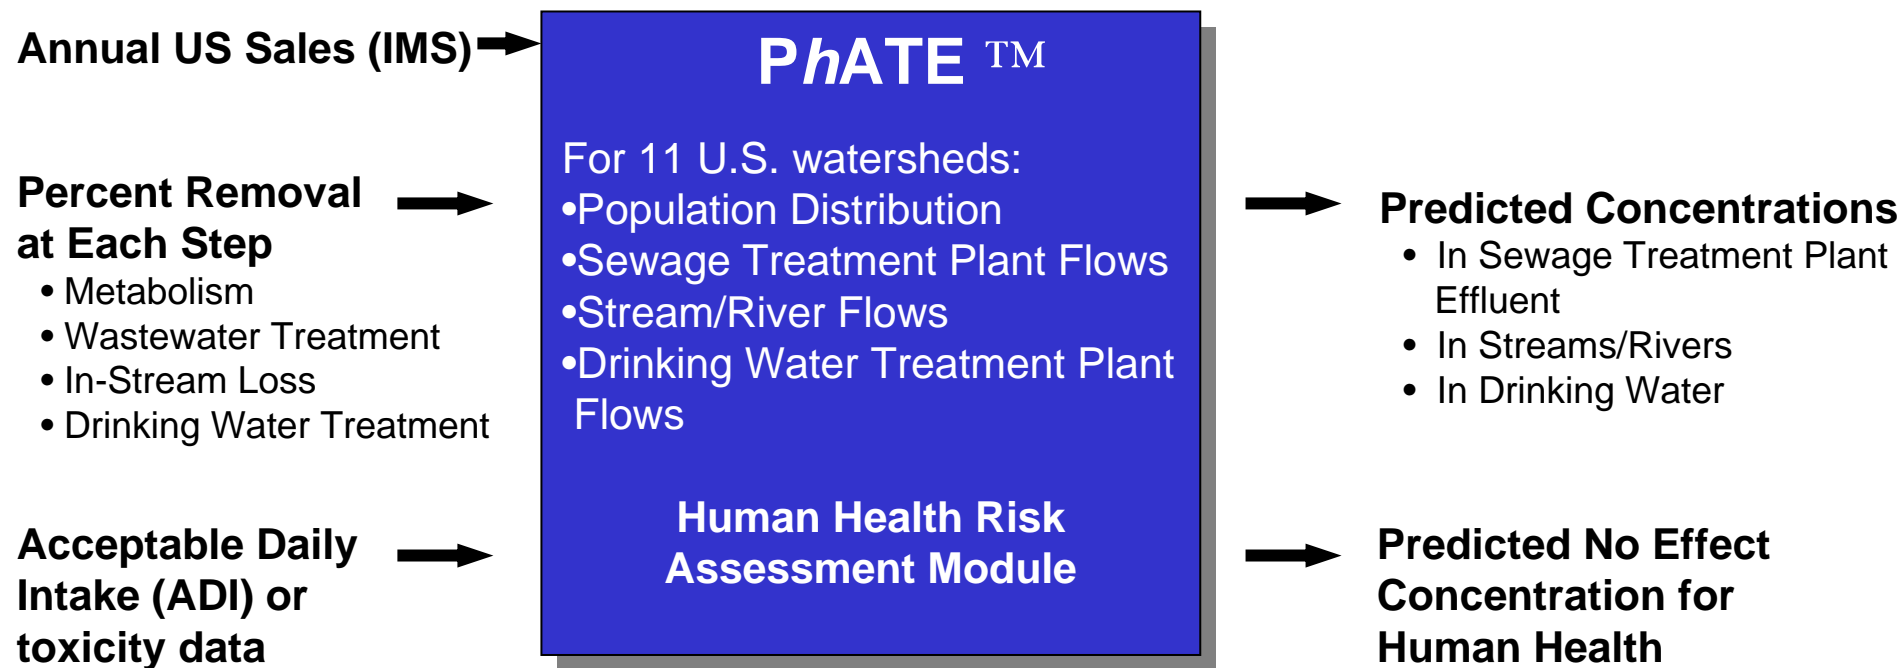 Annual US Sales (IMS)
Percent Removal
at Each Step
• Metabolism
• Wastewater Treatment
• In-Stream Loss
• Drinking Water Treatment
Acceptable Daily
Intake (ADI) or
toxicity data
PhATE TM
For 11 U.S. watersheds:
•Population Distribution
•Sewage Treatment Plant Flows
•Stream/River Flows
•Drinking Water Treatment Plant
Flows
Human Health Risk
Assessment Module
Predicted Concentrations
• In Sewage Treatment Plant
Effluent
• In Streams/Rivers
• In Drinking Water
Predicted No Effect
Concentration for
Human Health